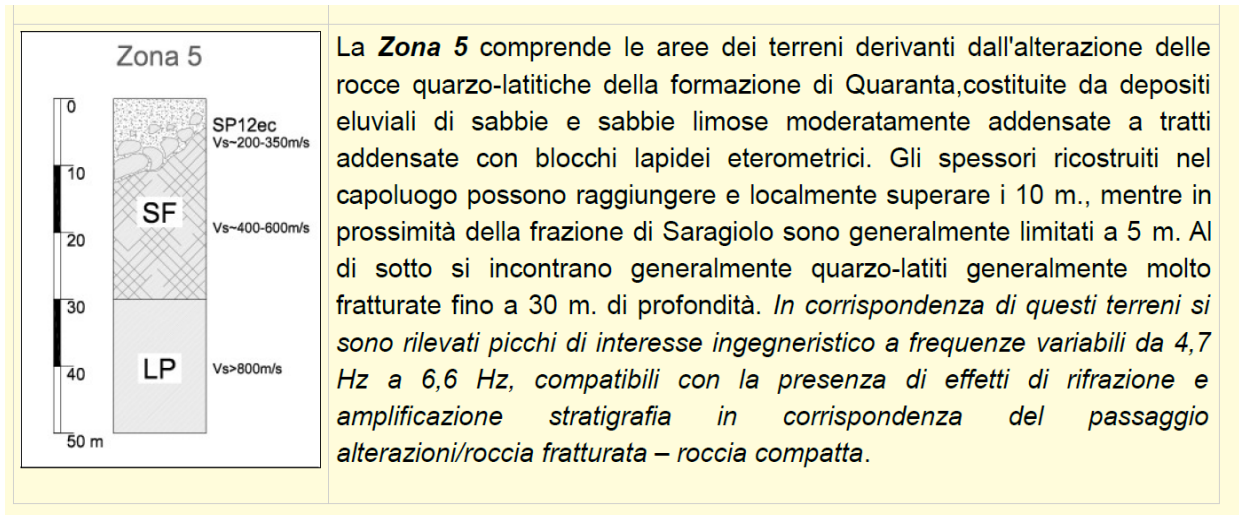 Zona 5
0
SP12ec
Vs~200-350m/s
10
SF
20
Vs~400-600m/s
30
LP
40
Vs>800m/s
50 m
La Zona 5 comprende le aree dei terreni derivanti dall'alterazione delle
rocce quarzo-latitiche della formazione di Quaranta,costituite da depositi
eluviali di sabbie e sabbie limose moderatamente addensate a tratti
addensate con blocchi lapidei eterometrici. Gli spessori ricostruiti nel
capoluogo possono raggiungere e localmente superare i 10 m., mentre in
prossimità della frazione di Saragiolo sono generalmente limitati a 5 m. Al
di sotto si incontrano generalmente quarzo-latiti generalmente molto
fratturate fino a 30 m. di profondità. In corrispondenza di questi terreni si
sono rilevati picchi di interesse ingegneristico a frequenze variabili da 4,7
Hz a 6,6 Hz, compatibili con la presenza di effetti di rifrazione e
amplificazione stratigrafia in corrispondenza del passaggio
alterazioni/roccia fratturata – roccia compatta.